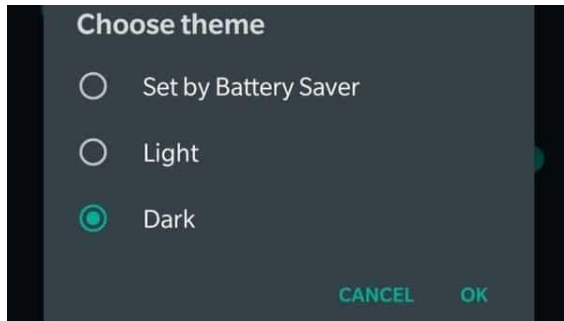 Choose theme
Set by Battery Saver
Light
Dark
CANCEL OK